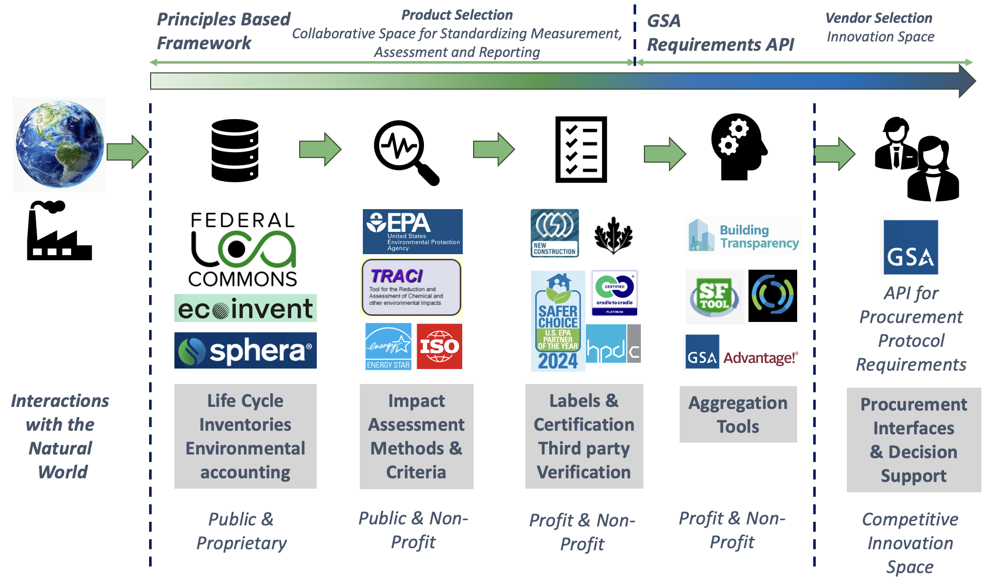 Principles Based
Framework
Product Selection
Collaborative Space for Standardizing Measurement,
Assessment and Reporting
GSA
Requirements API
Vendor Selection
Innovation Space
FEDERAL
LCA
COMMONS
ecoinvent
sphera®
EPA
United States
Environmental Protection
Agency
TRACI
Tool for the Reduction and
Assessment of Chemical and
other environmental Impacts
energy
ENERGY STAR
ISO
NEW
CONSTRUCTION
SAFER
CHOICE
U.S. EPA
PARTNER
OF THE YEAR
2024
CERTIFIED
cradletocradle
PLATINUM
hpdc
Building
Transparency
SF
TOOL
GSA Advantage!®
GSA
API for
Procurement
Protocol
Requirements
Interactions
with the
Natural
World
Life Cycle
Inventories
Environmental
accounting
Impact
Assessment
Methods &
Criteria
Labels &
Certification
Third party
Verification
Aggregation
Tools
Procurement
Interfaces
& Decision
Support
Public &
Proprietary
Public & Non-
Profit
Profit & Non-
Profit
Profit & Non-
Profit
Competitive
Innovation
Space